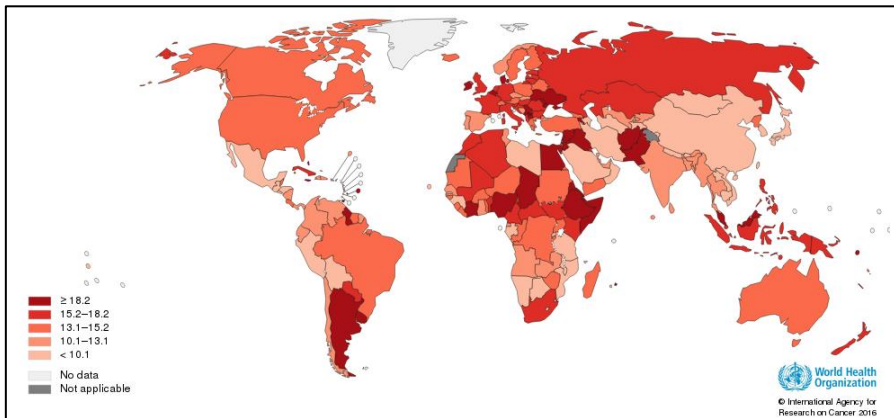 ≥ 18.2
15.2–18.2
13.1–15.2
10.1–13.1
< 10.1
No data
Not applicable
World Health
Organization
© International Agency for
Research on Cancer 2016